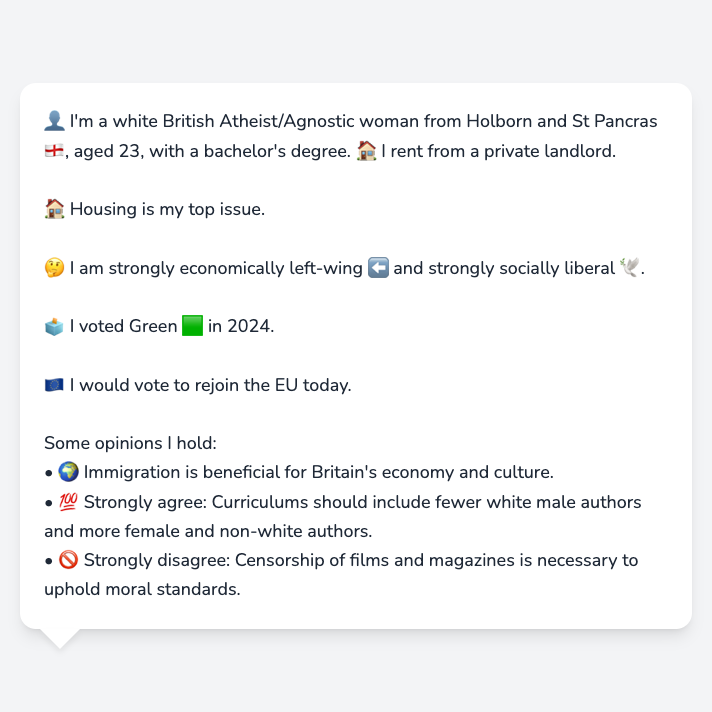 👤 I'm a white British Atheist/Agnostic woman from Holborn and St Pancras
🏴󠁧󠁢󠁥󠁮󠁧󠁿, aged 23, with a bachelor's degree. 🏠 I rent from a private landlord.
🏠 Housing is my top issue.
🤔 I am strongly economically left-wing ⬅️ and strongly socially liberal 🕊️.
🗳️ I voted Green 🟩 in 2024.
🇪🇺 I would vote to rejoin the EU today.
Some opinions I hold:
• 🌍 Immigration is beneficial for Britain's economy and culture.
• 💯 Strongly agree: Curriculums should include fewer white male authors
and more female and non-white authors.
• 🚫 Strongly disagree: Censorship of films and magazines is necessary to
uphold moral standards.